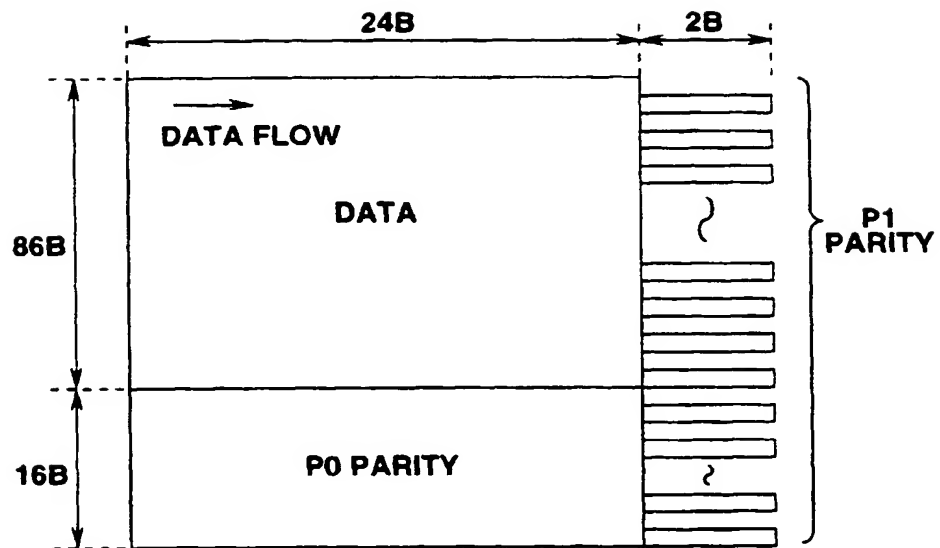 24B
2B
DATA FLOW
DATA
86B
P1
PARITY
P0 PARITY
16B